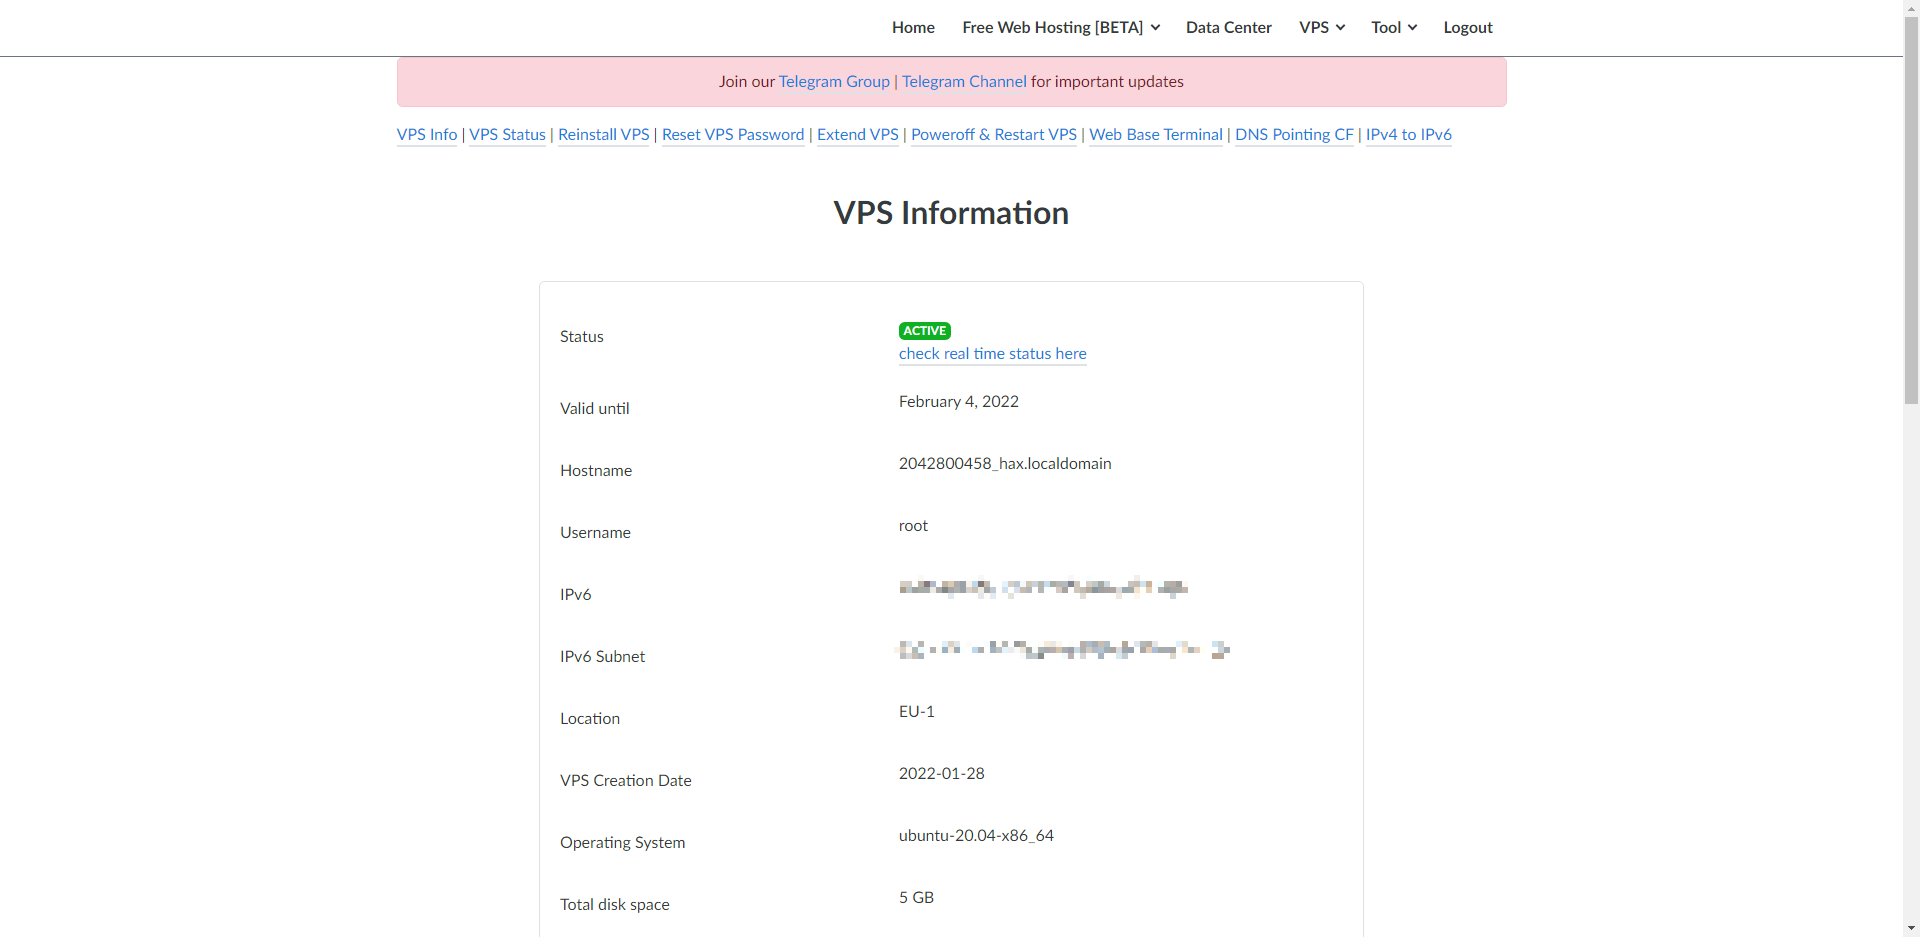 Home Free Web Hosting [BETA] Data Center VPS Tool Logout
Join our Telegram Group | Telegram Channel for important updates
VPS Info | VPS Status | Reinstall VPS | Reset VPS Password | Extend VPS | Poweroff & Restart VPS | Web Base Terminal | DNS Pointing CF | IPv4 to IPv6
VPS Information
Status ACTIVE
check real time status here
Valid until February 4, 2022
Hostname 2042800458_hax.localdomain
Username root
IPv6
IPv6 Subnet
Location EU-1
VPS Creation Date 2022-01-28
Operating System ubuntu-20.04-x86_64
Total disk space 5 GB